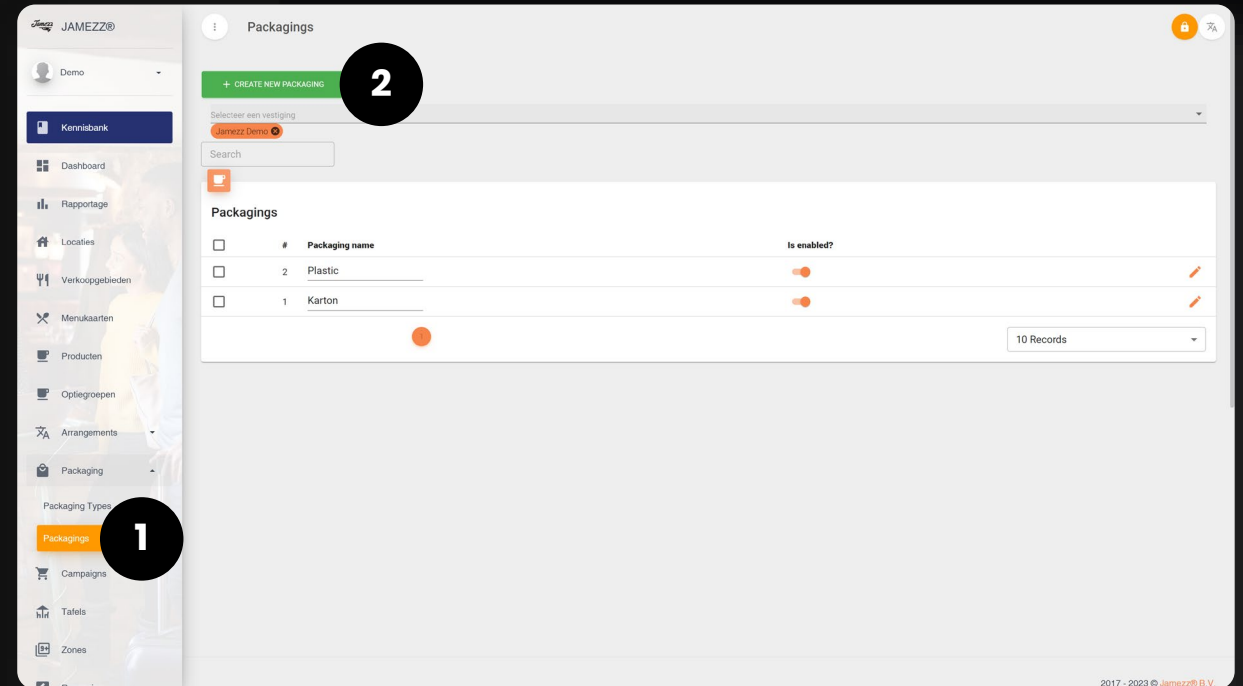 Jamezz JAMEZZ®
Demo
Kennisbank
Dashboard
Rapportage
Locaties
Verkoopgebieden
Menukaarten
Producten
Optiegroepen
Arrangements
Packaging
Packaging Types
Packagings
1
Campaigns
Tafels
Zones
Packagings
+ CREATE NEW PACKAGING
2
Selecteer een vestiging
Jamezz Demo
Search
Packagings
# Packaging name Is enabled?
2 Plastic
1 Karton
1
10 Records
2017 - 2023 © Jamezz® B.V.